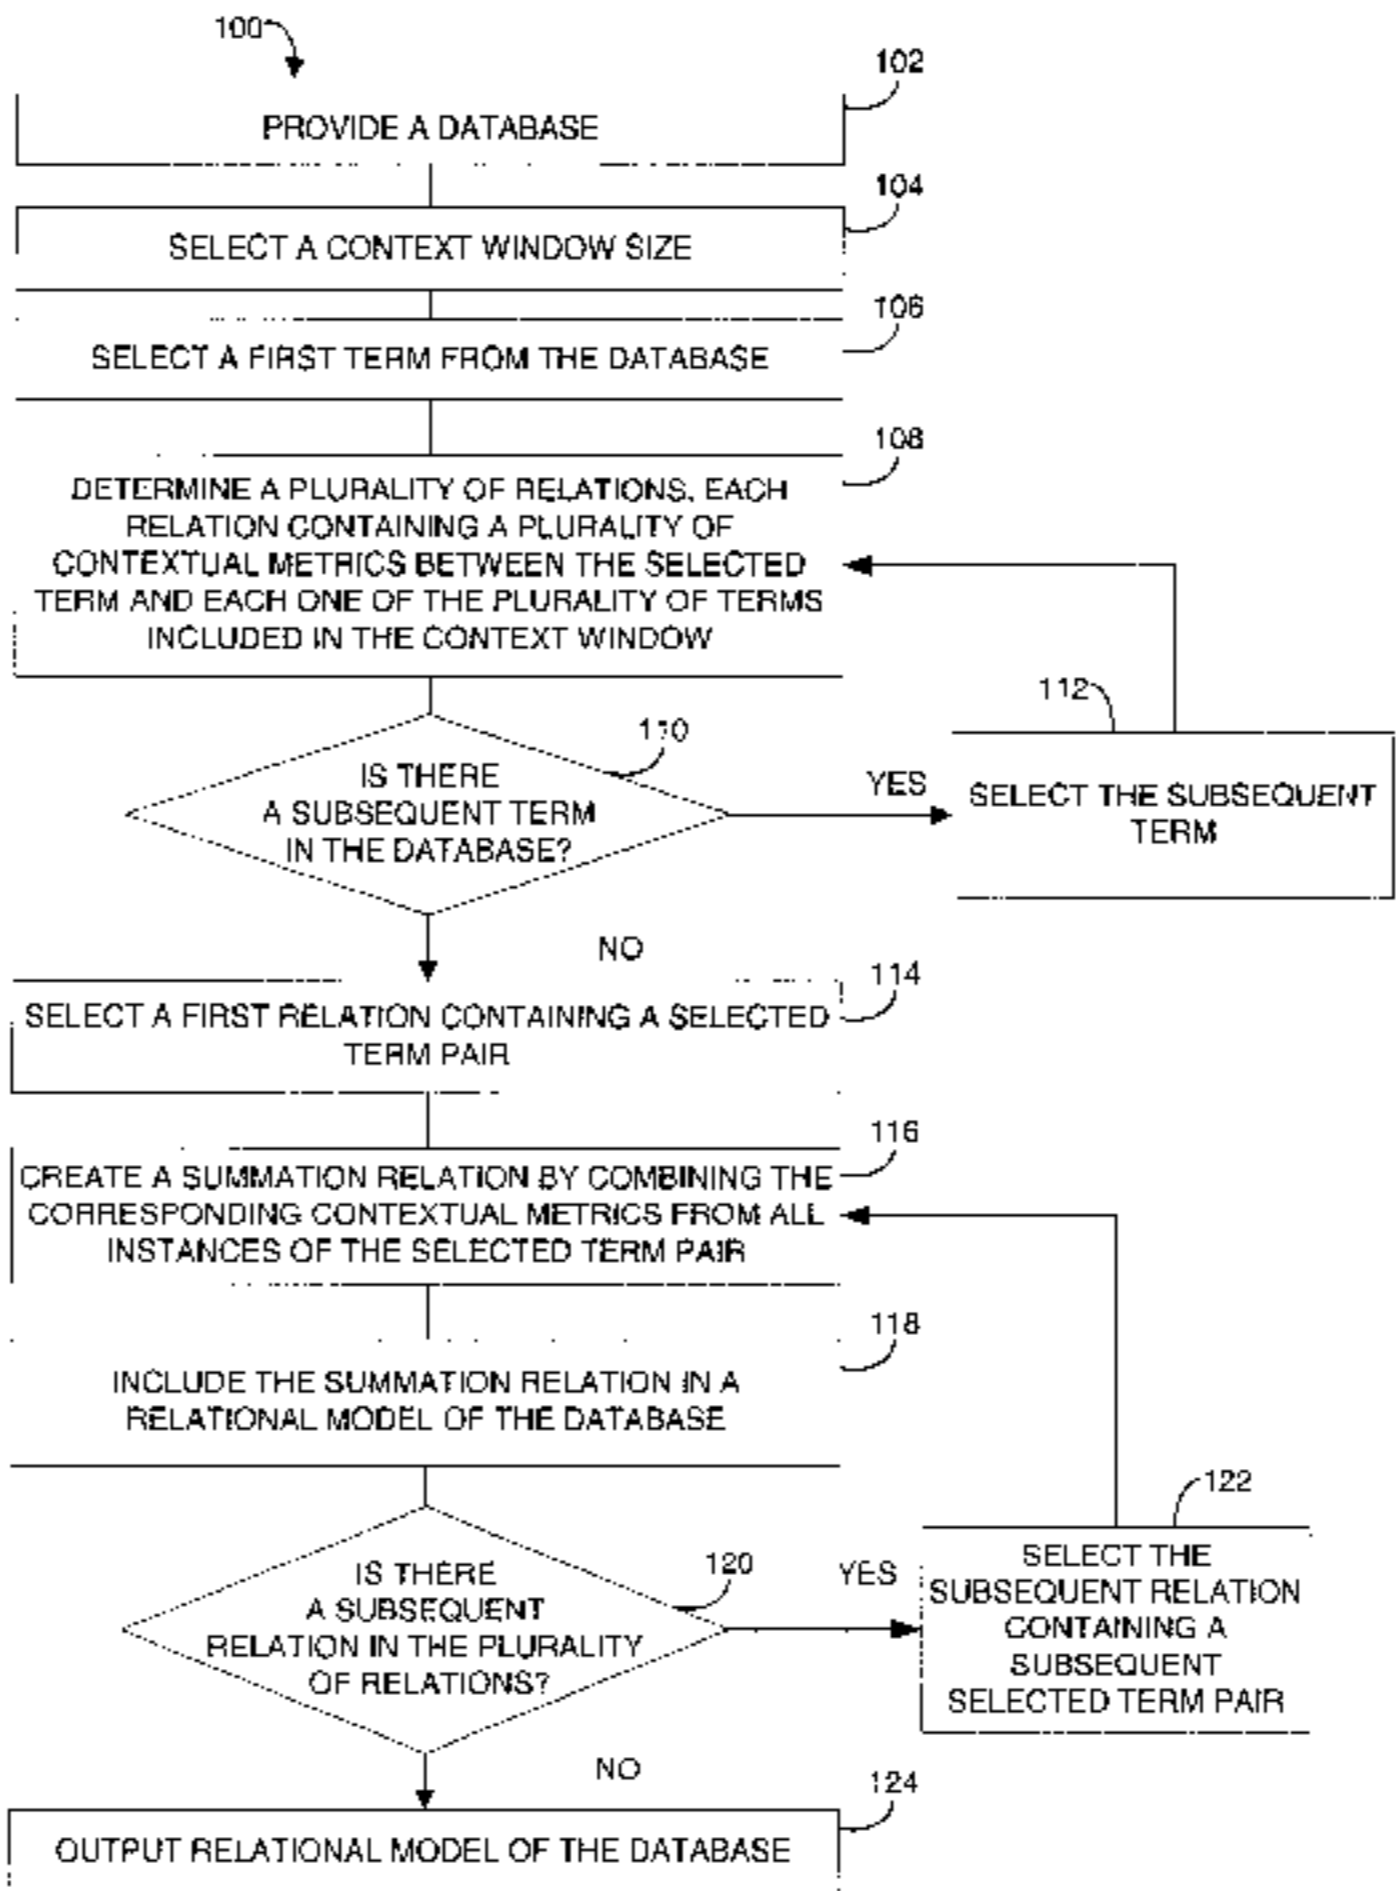 100
102
PROVIDE A DATABASE
104
SELECT A CONTEXT WINDOW SIZE
106
SELECT A FIRST TERM FROM THE DATABASE
108
DETERMINE A PLURALITY OF RELATIONS, EACH
RELATION CONTAINING A PLURALITY OF
CONTEXTUAL METRICS BETWEEN THE SELECTED
TERM AND EACH ONE OF THE PLURALITY OF TERMS
INCLUDED IN THE CONTEXT WINDOW
110
IS THERE
A SUBSEQUENT TERM
IN THE DATABASE?
YES
112
SELECT THE SUBSEQUENT
TERM
NO
114
SELECT A FIRST RELATION CONTAINING A SELECTED
TERM PAIR
116
CREATE A SUMMATION RELATION BY COMBINING THE
CORRESPONDING CONTEXTUAL METRICS FROM ALL
INSTANCES OF THE SELECTED TERM PAIR
118
INCLUDE THE SUMMATION RELATION IN A
RELATIONAL MODEL OF THE DATABASE
120
IS THERE
A SUBSEQUENT
RELATION IN THE PLURALITY
OF RELATIONS?
YES
122
SELECT THE
SUBSEQUENT RELATION
CONTAINING A
SUBSEQUENT
SELECTED TERM PAIR
NO
124
OUTPUT RELATIONAL MODEL OF THE DATABASE